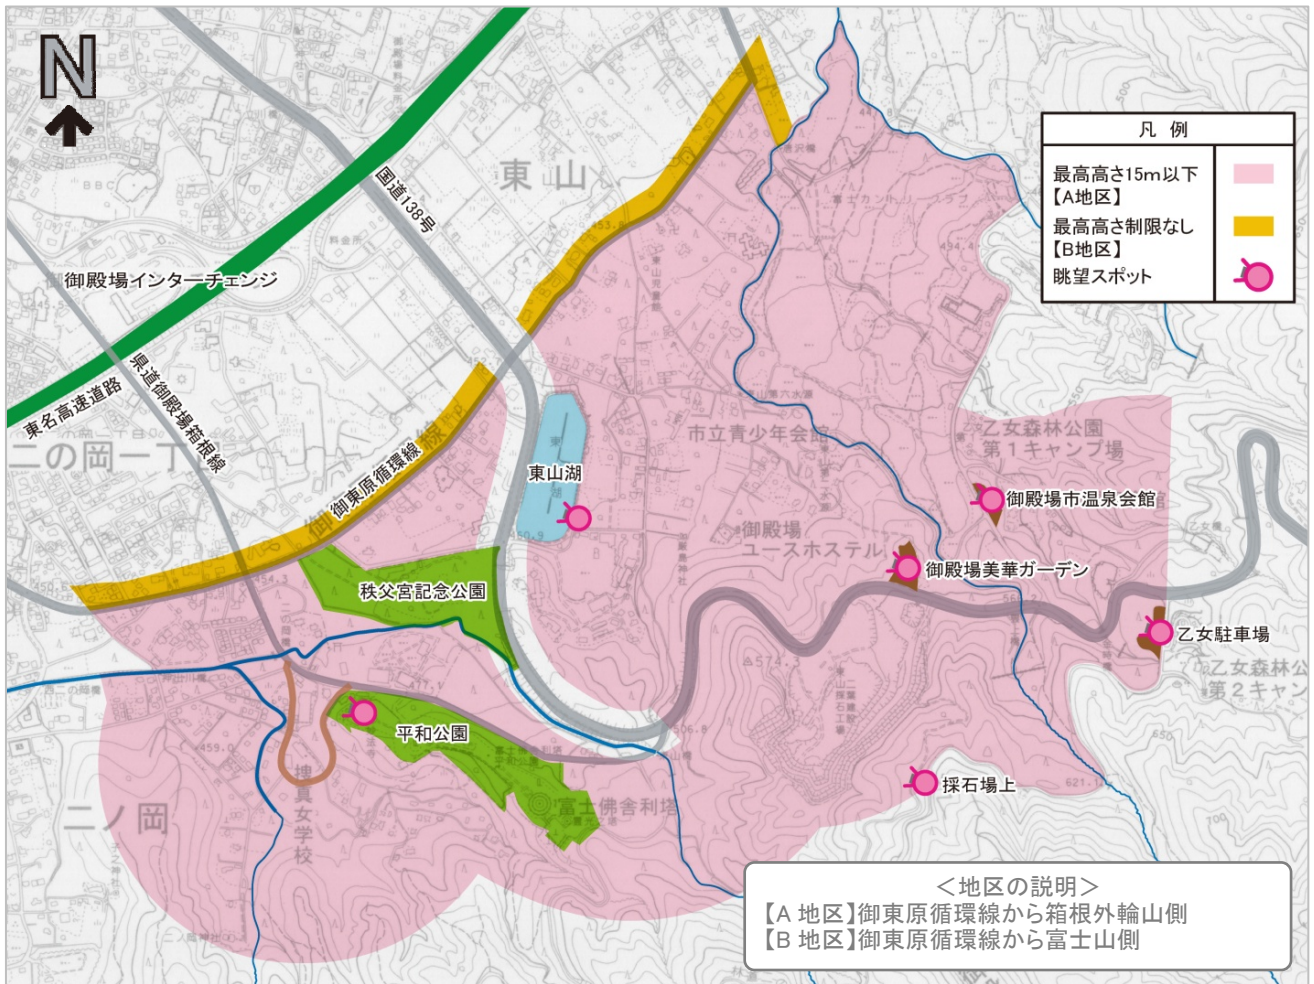 N
東山
国道138号
御殿場インターチェンジ
東名高速道路
県道御殿場箱根線
二の岡一丁
御東原循環線
東山湖
市立青少年会館
乙女森林公園
第1キャンプ場
御殿場市温泉会館
御殿場
ユースホステル
御殿場美華ガーデン
秩父宮記念公園
乙女駐車場
乙女森林公
第2キャン
平和公園
採石場上
富士佛舎利塔
二ノ岡
凡 例
最高高さ15m以下
【A地区】
最高高さ制限なし
【B地区】
眺望スポット
＜地区の説明＞
【A 地区】御東原循環線から箱根外輪山側
【B 地区】御東原循環線から富士山側